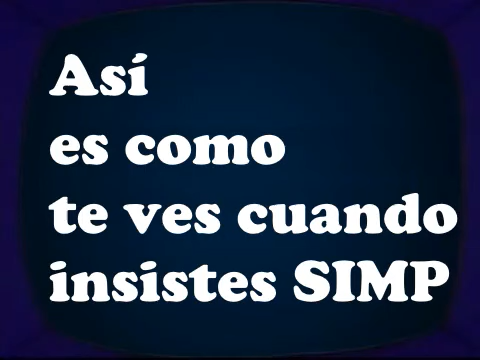 Así
es como
te ves cuando
insistes SIMP